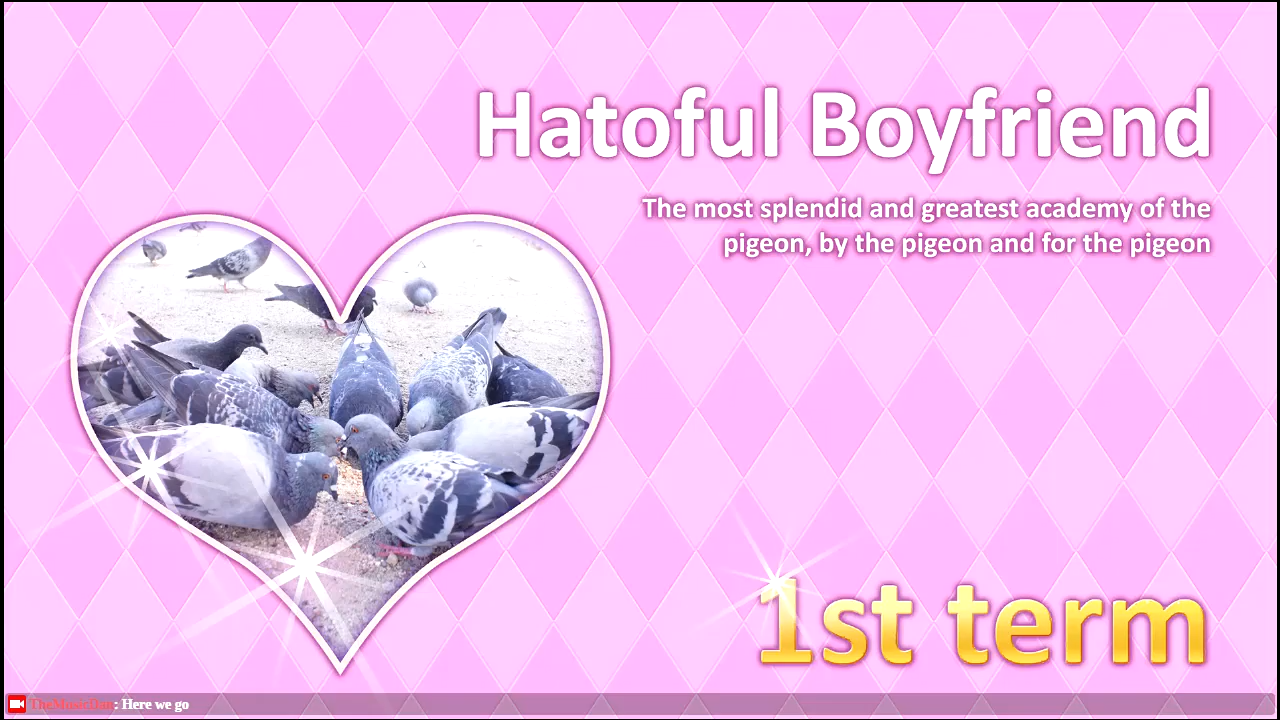 Hatoful Boyfriend
The most splendid and greatest academy of the
pigeon, by the pigeon and for the pigeon
1st term
TheMusicDan: Here we go